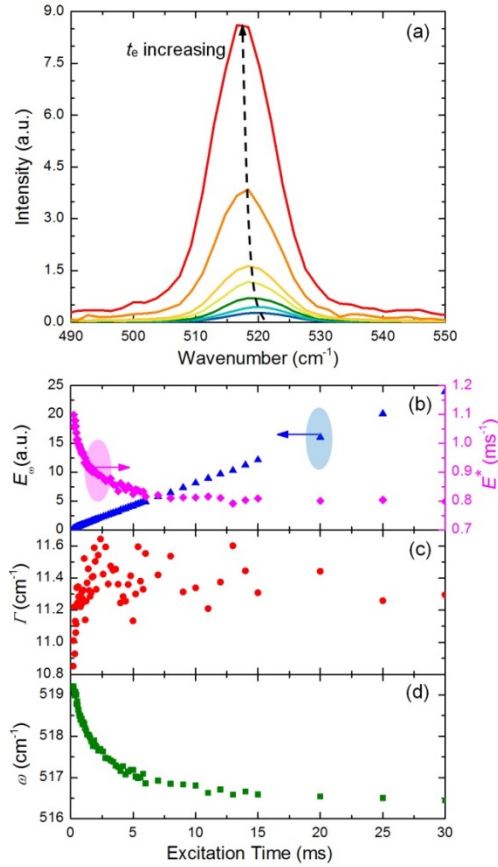 9.0
(a)
tₑ increasing
7.5
6.0
Intensity (a.u.)
4.5
3.0
1.5
0.0
490 500 510 520 530 540 550
Wavenumber (cm⁻¹)
25 1.2
(b)
20 1.1
15 1.0
E_ω (a.u.)
10 0.9
5 0.8
0 0.7
(ms⁻¹)
11.6
(c)
Γ (cm⁻¹)
11.4
11.2
11.0
10.8
519
(d)
ω (cm⁻¹)
518
517
516
0 5 10 15 20 25 30
Excitation Time (ms)